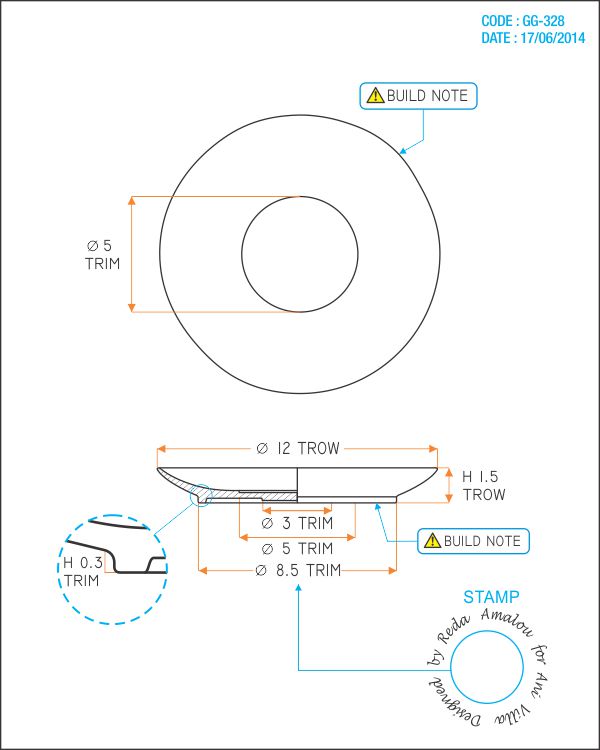 CODE : GG-328
DATE : 17/06/2014
BUILD NOTE
Ø 5
TRIM
Ø 12 TROW
H 1.5
TROW
Ø 3 TRIM
Ø 5 TRIM
Ø 8.5 TRIM
BUILD NOTE
H 0.3
TRIM
STAMP
Designed by Reda Amalou for Ani Villa